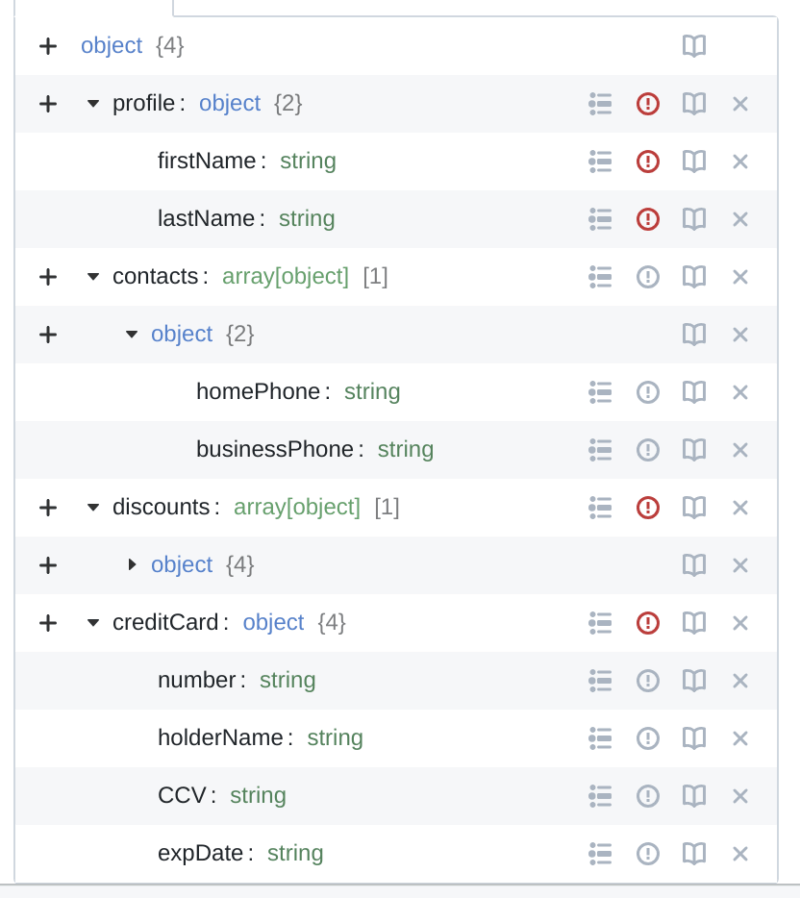 object {4}
profile: object {2}
firstName: string
lastName: string
contacts: array[object] [1]
object {2}
homePhone: string
businessPhone: string
discounts: array[object] [1]
object {4}
creditCard: object {4}
number: string
holderName: string
CCV: string
expDate: string